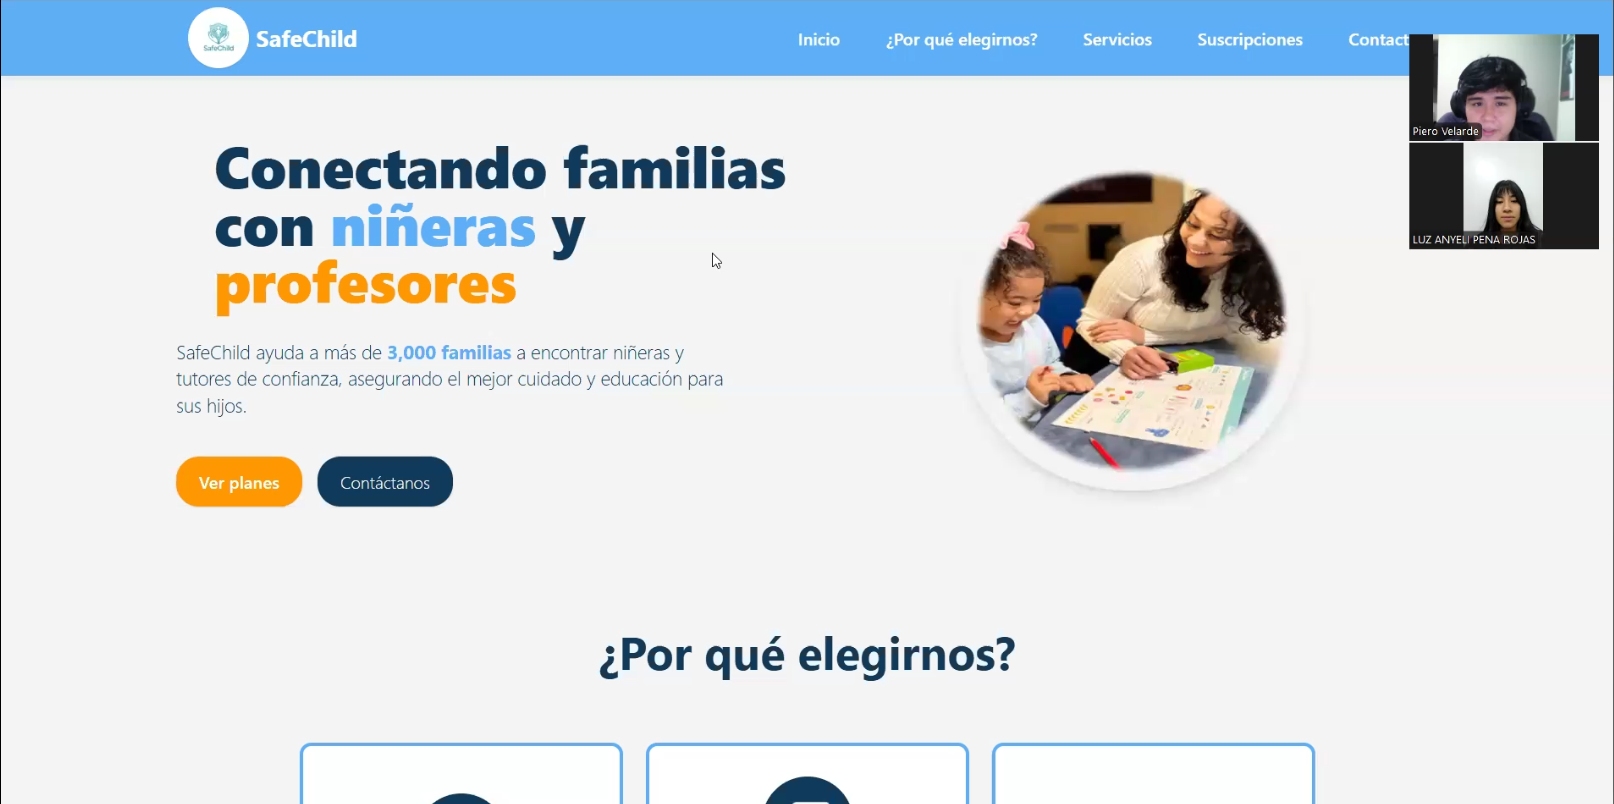 SafeChild
SafeChild
Inicio
¿Por qué elegirnos?
Servicios
Suscripciones
Contact
Piero Velarde
LUZ ANYELI PENA ROJAS
Conectando familias
con niñeras y
profesores
SafeChild ayuda a más de 3,000 familias a encontrar niñeras y
tutores de confianza, asegurando el mejor cuidado y educación para
sus hijos.
Ver planes
Contáctanos
¿Por qué elegirnos?